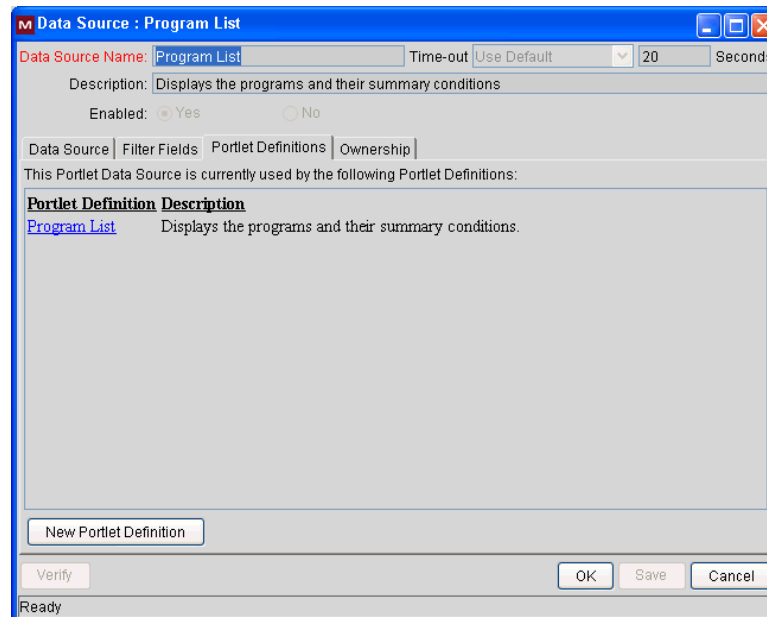 M Data Source : Program List
Data Source Name: Program List Time-out Use Default 20 Second
Description: Displays the programs and their summary conditions
Enabled: Yes No
Data Source Filter Fields Portlet Definitions Ownership
This Portlet Data Source is currently used by the following Portlet Definitions:
Portlet Definition Description
Program List Displays the programs and their summary conditions.
New Portlet Definition
Verify OK Save Cancel
Ready